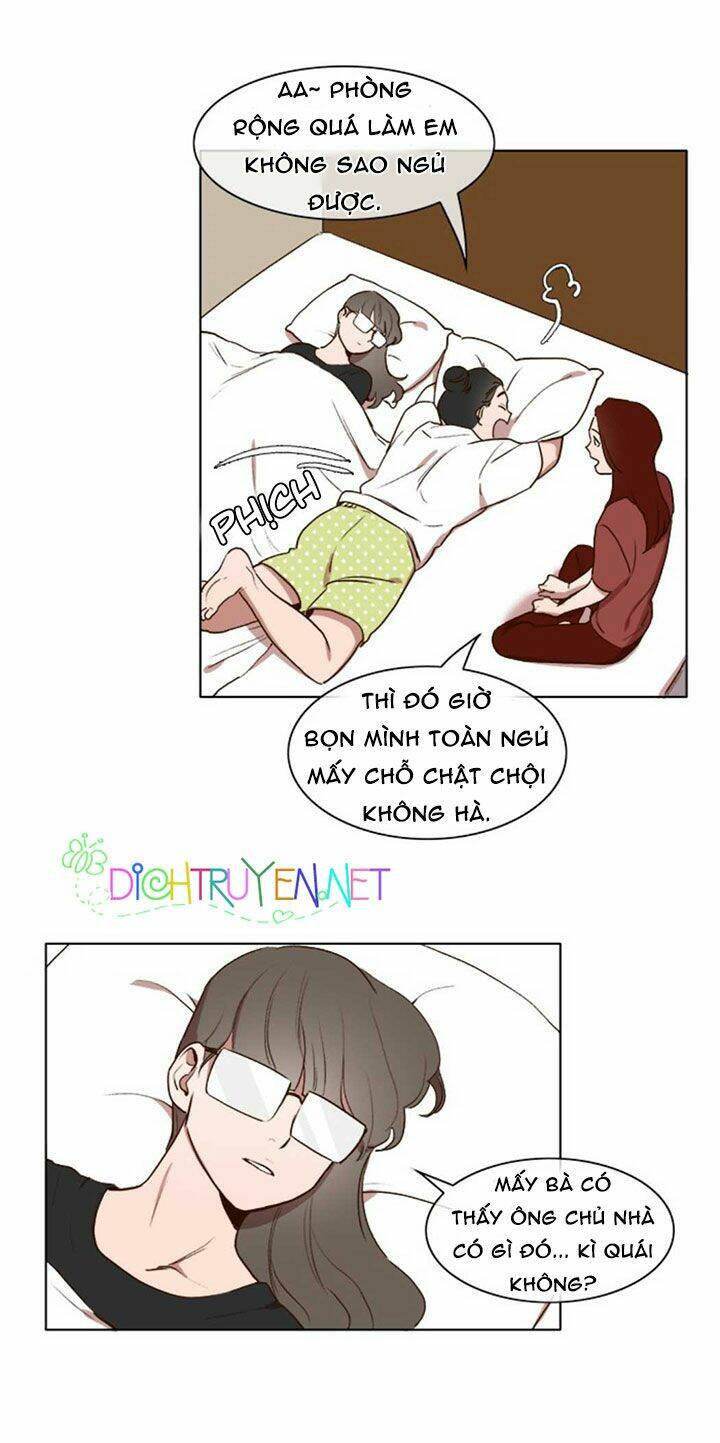 AA~ PHÒNG
RỘNG QUÁ LÀM EM
KHÔNG SAO NGỦ
ĐƯỢC.
PHỊCH
THÌ ĐÓ GIỜ
BỌN MÌNH TOÀN NGỦ
MẤY CHỖ CHẬT CHỘI
KHÔNG HÀ.
DICHTRUYEN.NET
MẤY BÀ CÓ
THẤY ÔNG CHỦ NHÀ
CÓ GÌ ĐÓ... KÌ QUÁI
KHÔNG?